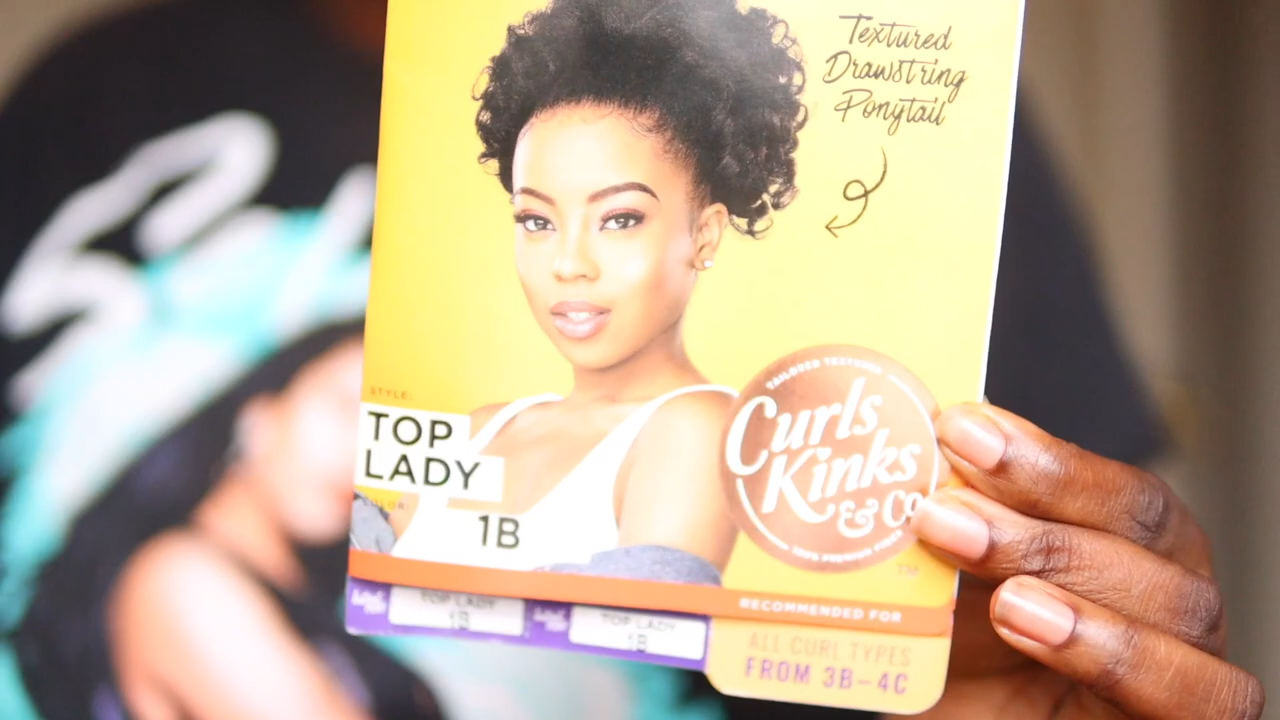 Textured
Drawstring
Ponytail
STYLE:
TOP
LADY
COLOR:
1B
TAILORED TEXTURES
Curls
Kinks
& Co
100% PREMIUM FIBER
TM
RECOMMENDED FOR
TOP LADY
1B
TOP LADY
1B
ALL CURL TYPES
FROM 3B-4C